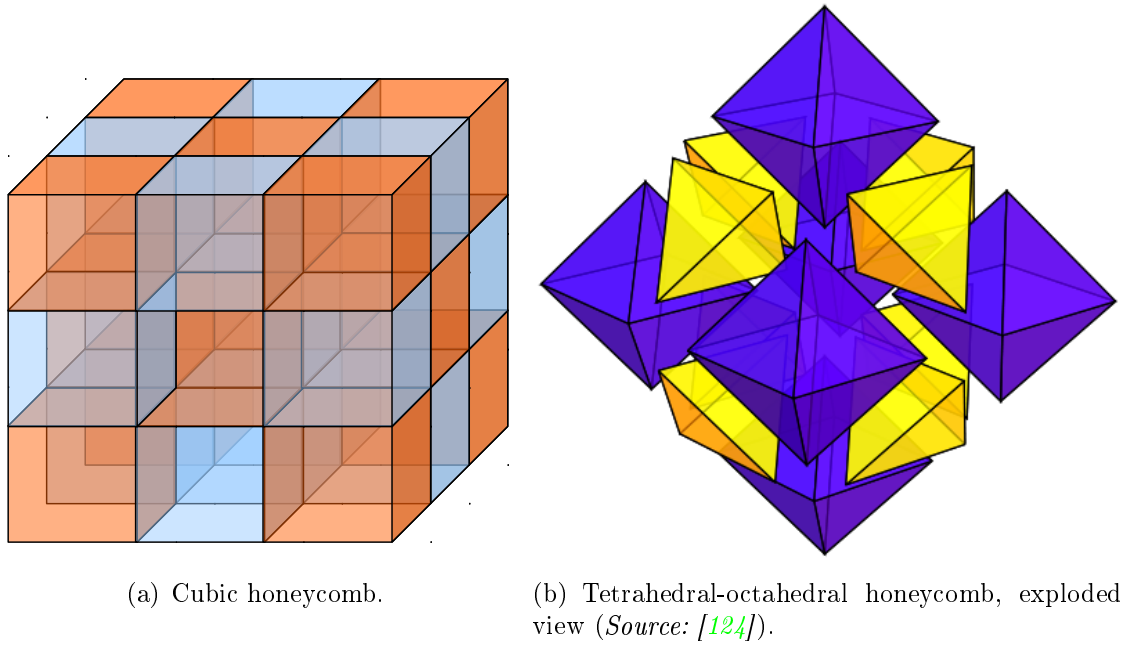 (a) Cubic honeycomb.
(b) Tetrahedral-octahedral honeycomb, exploded
view (Source: [124]).